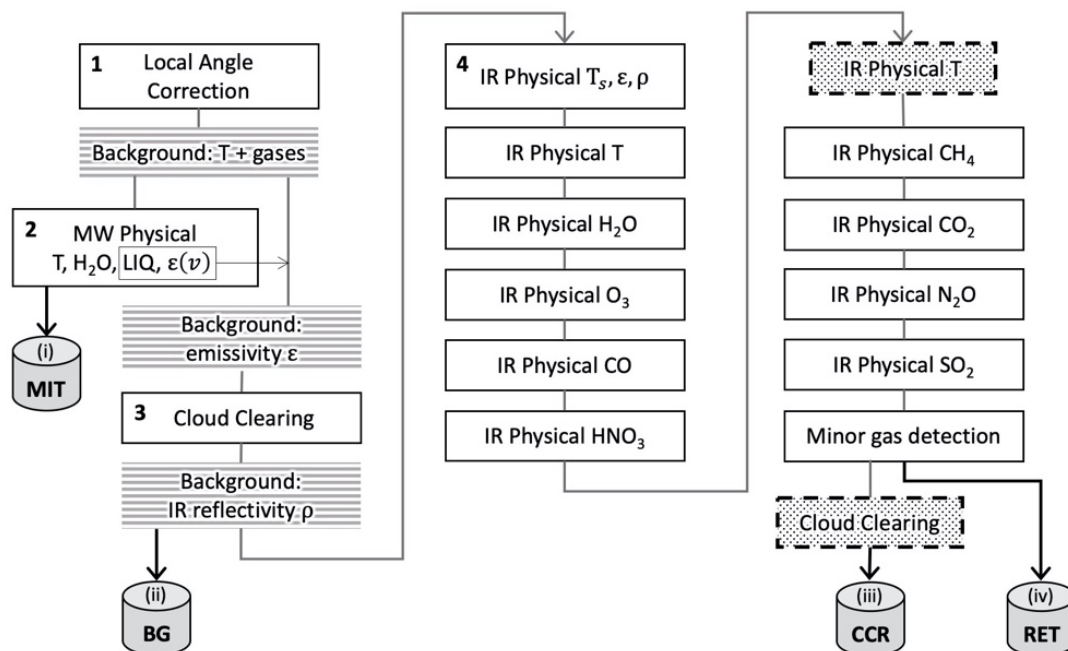 1
Local Angle
Correction
Background: T + gases
2
MW Physical
T, H₂O, LIQ, ε(ν)
(i)
MIT
Background:
emissivity ε
3
Cloud Clearing
Background:
IR reflectivity ρ
(ii)
BG
4
IR Physical Tₛ, ε, ρ
IR Physical T
IR Physical H₂O
IR Physical O₃
IR Physical CO
IR Physical HNO₃
IR Physical T
IR Physical CH₄
IR Physical CO₂
IR Physical N₂O
IR Physical SO₂
Minor gas detection
Cloud Clearing
(iii)
CCR
(iv)
RET